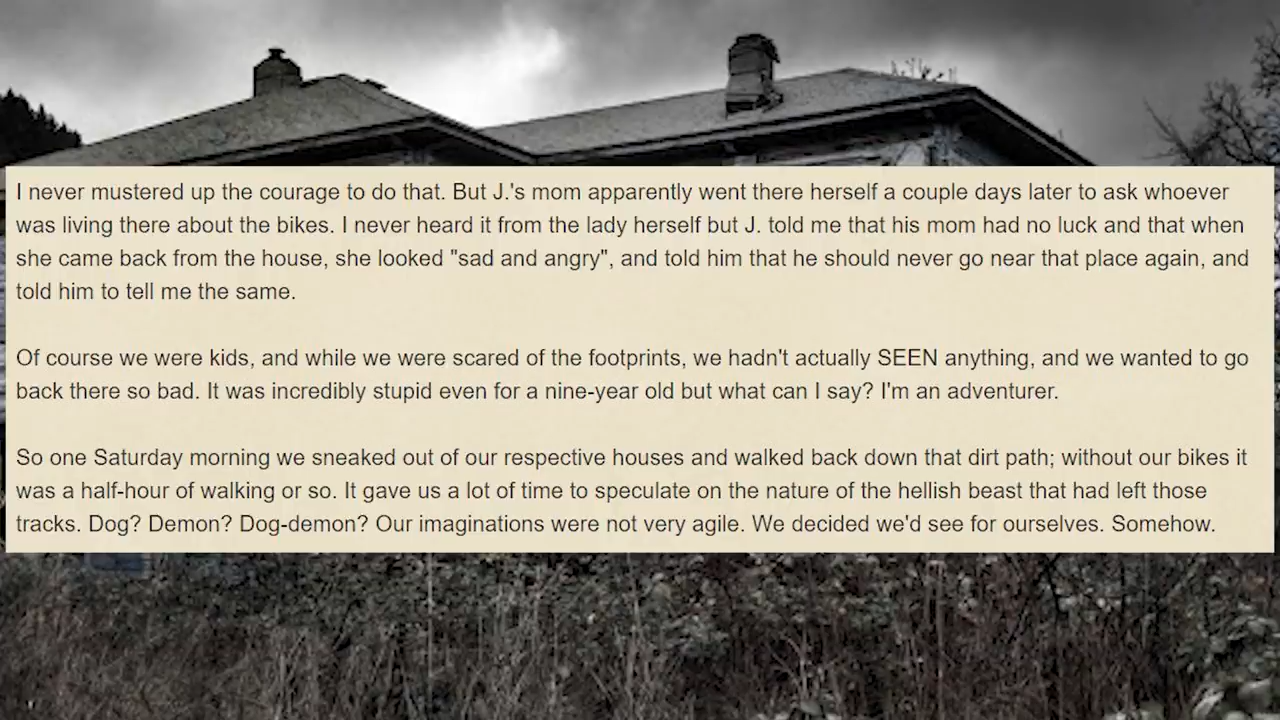 I never mustered up the courage to do that. But J.'s mom apparently went there herself a couple days later to ask whoever
was living there about the bikes. I never heard it from the lady herself but J. told me that his mom had no luck and that when
she came back from the house, she looked "sad and angry", and told him that he should never go near that place again, and
told him to tell me the same.
Of course we were kids, and while we were scared of the footprints, we hadn't actually SEEN anything, and we wanted to go
back there so bad. It was incredibly stupid even for a nine-year old but what can I say? I'm an adventurer.
So one Saturday morning we sneaked out of our respective houses and walked back down that dirt path; without our bikes it
was a half-hour of walking or so. It gave us a lot of time to speculate on the nature of the hellish beast that had left those
tracks. Dog? Demon? Dog-demon? Our imaginations were not very agile. We decided we'd see for ourselves. Somehow.